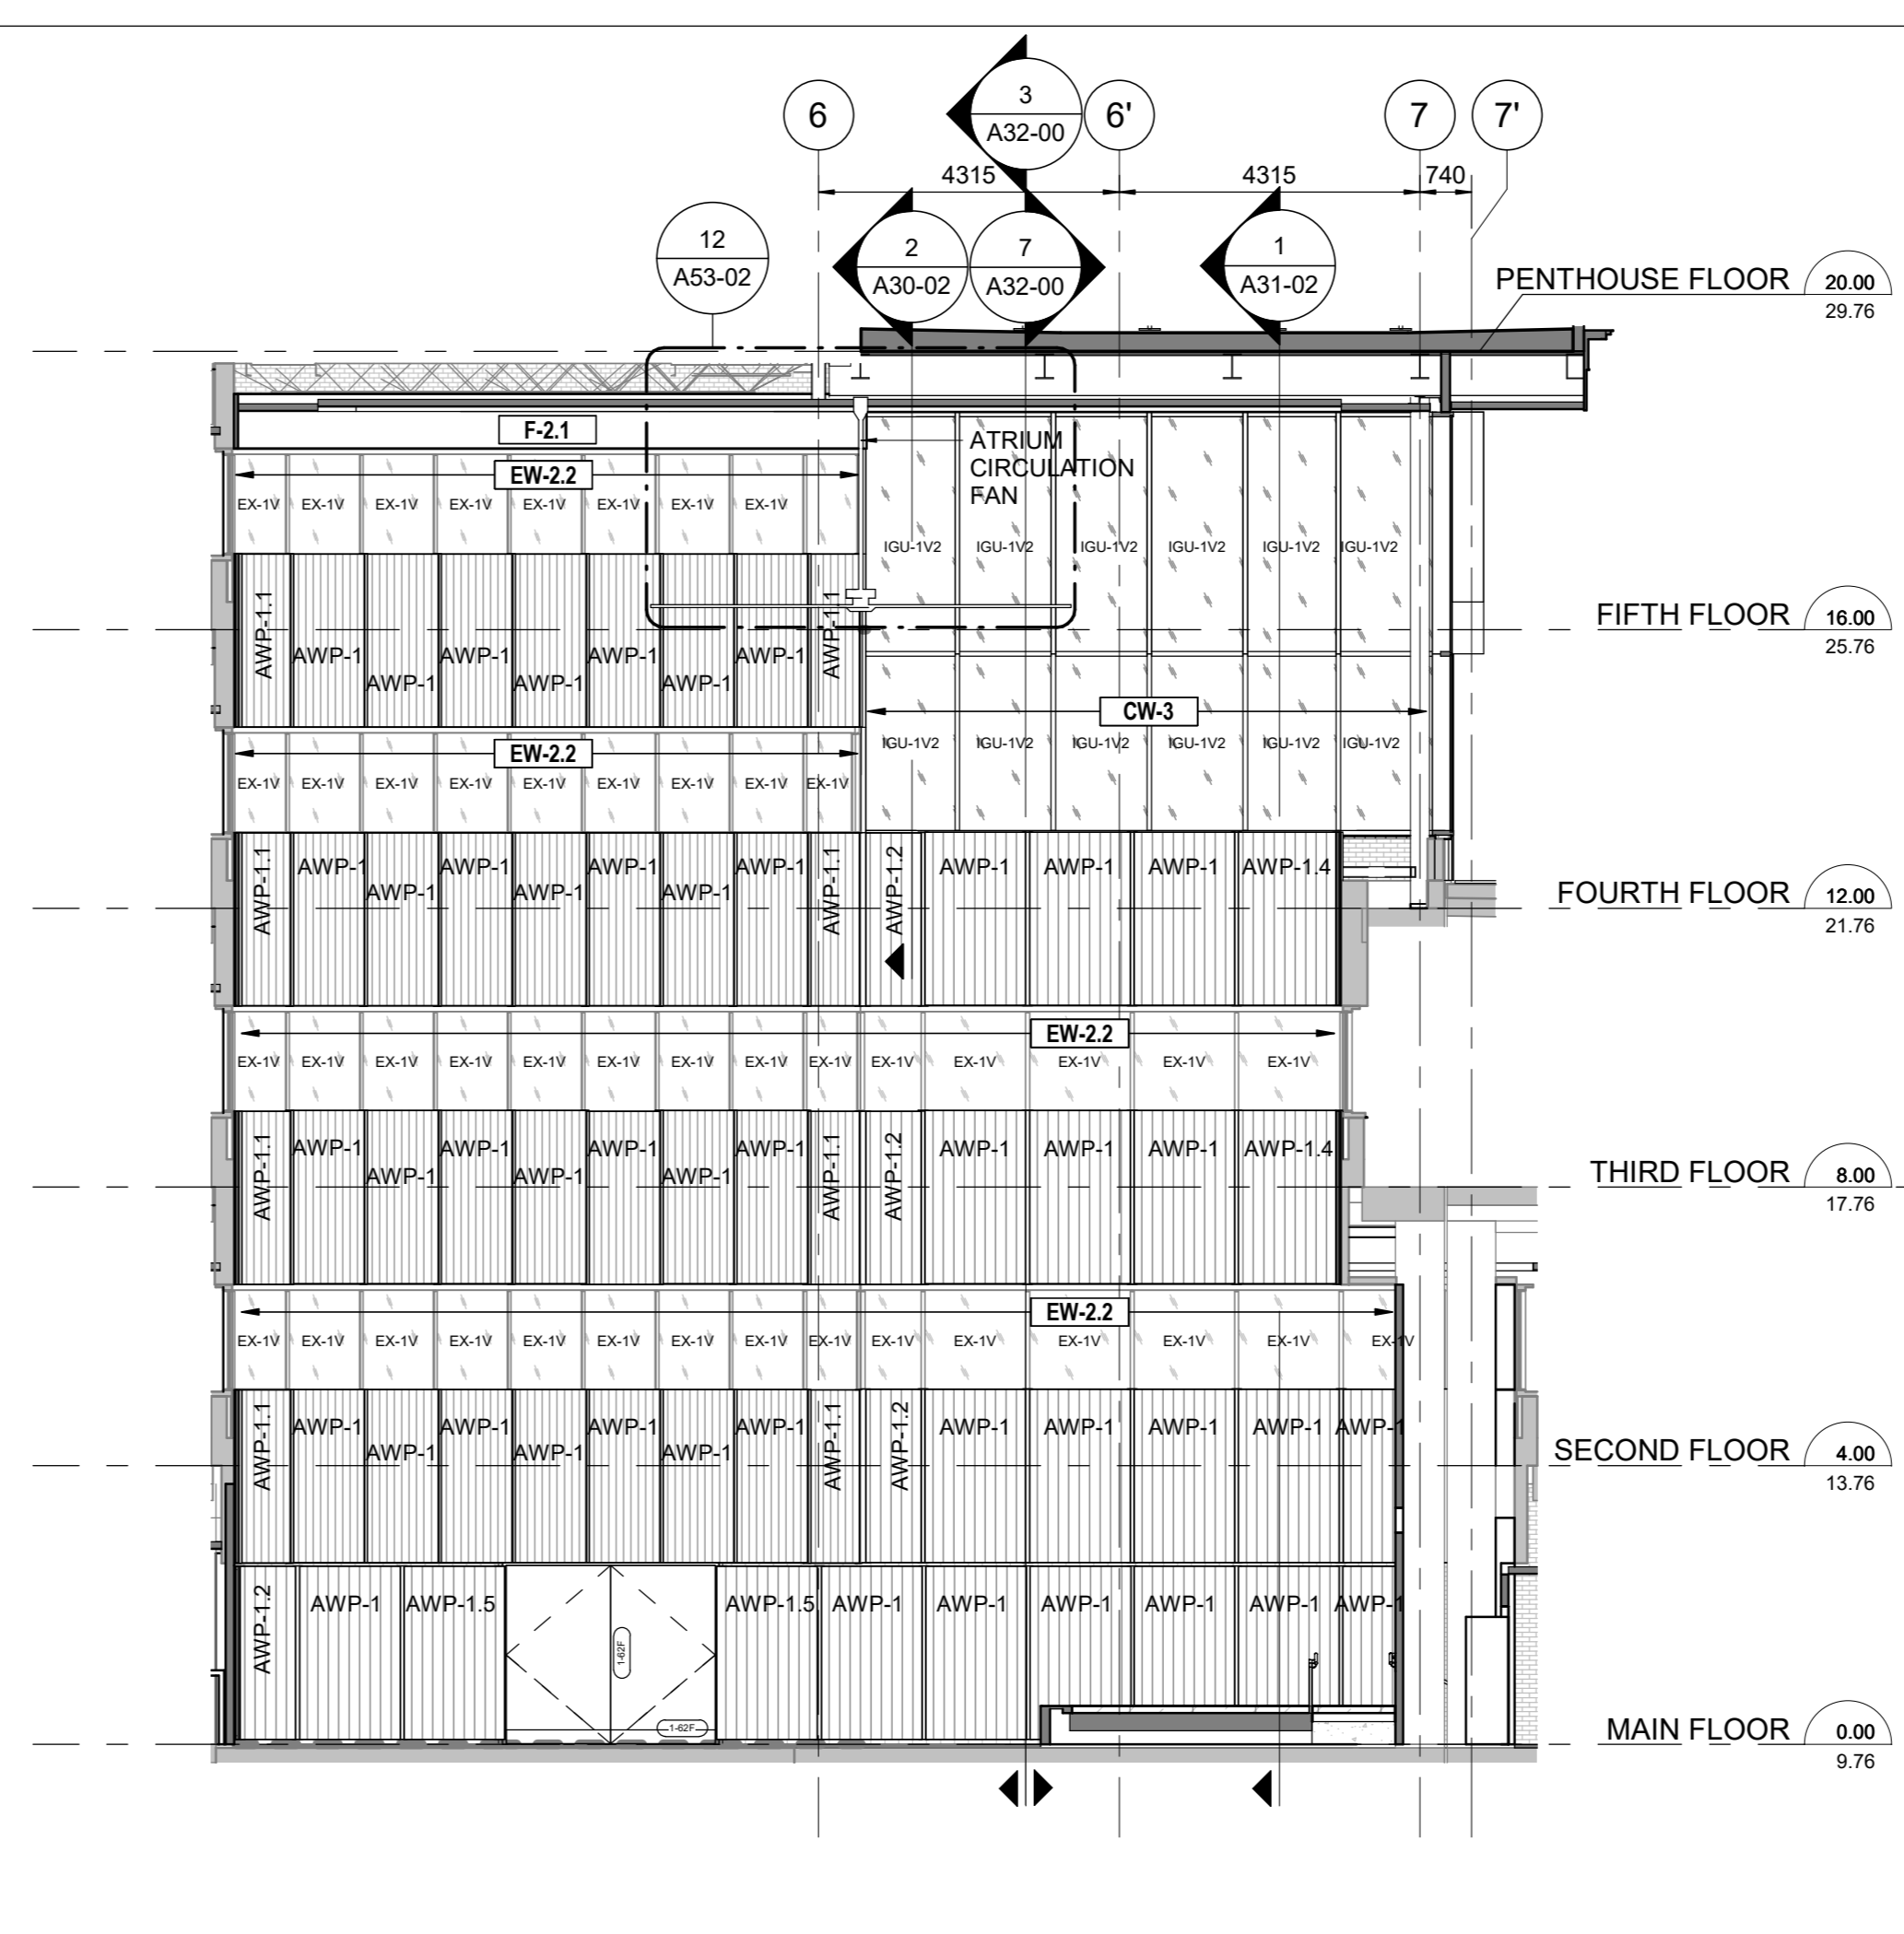 3
A32-00
6
6'
7
7'
4315
4315
740
12
A53-02
2
A30-02
7
A32-00
1
A31-02
PENTHOUSE FLOOR
20.00
29.76
F-2.1
ATRIUM
CIRCULATION
FAN
EW-2.2
EX-1V EX-1V EX-1V EX-1V EX-1V EX-1V EX-1V EX-1V
IGU-1V2 IGU-1V2 IGU-1V2 IGU-1V2 IGU-1V2 IGU-1V2
FIFTH FLOOR
16.00
25.76
AWP-1.1 AWP-1 AWP-1 AWP-1 AWP-1 AWP-1 AWP-1 AWP-1 AWP-1.1
CW-3
EW-2.2
IGU-1V2 IGU-1V2 IGU-1V2 IGU-1V2 IGU-1V2 IGU-1V2
EX-1V EX-1V EX-1V EX-1V EX-1V EX-1V EX-1V EX-1V EX-1V
AWP-1.1 AWP-1 AWP-1 AWP-1 AWP-1 AWP-1 AWP-1 AWP-1 AWP-1.1 AWP-1.2 AWP-1 AWP-1 AWP-1 AWP-1.4
FOURTH FLOOR
12.00
21.76
EW-2.2
EX-1V EX-1V EX-1V EX-1V EX-1V EX-1V EX-1V EX-1V EX-1V EX-1V EX-1V EX-1V EX-1V EX-1V
AWP-1.1 AWP-1 AWP-1 AWP-1 AWP-1 AWP-1 AWP-1 AWP-1 AWP-1.1 AWP-1.2 AWP-1 AWP-1 AWP-1 AWP-1.4
THIRD FLOOR
8.00
17.76
EW-2.2
EX-1V EX-1V EX-1V EX-1V EX-1V EX-1V EX-1V EX-1V EX-1V EX-1V EX-1V EX-1V EX-1V EX-1V EX-1V
AWP-1.1 AWP-1 AWP-1 AWP-1 AWP-1 AWP-1 AWP-1 AWP-1 AWP-1.1 AWP-1.2 AWP-1 AWP-1 AWP-1 AWP-1 AWP-1
SECOND FLOOR
4.00
13.76
AWP-1.2 AWP-1 AWP-1.5 AWP-1.5 AWP-1 AWP-1 AWP-1 AWP-1 AWP-1 AWP-1
1-62F
1-62F
MAIN FLOOR
0.00
9.76